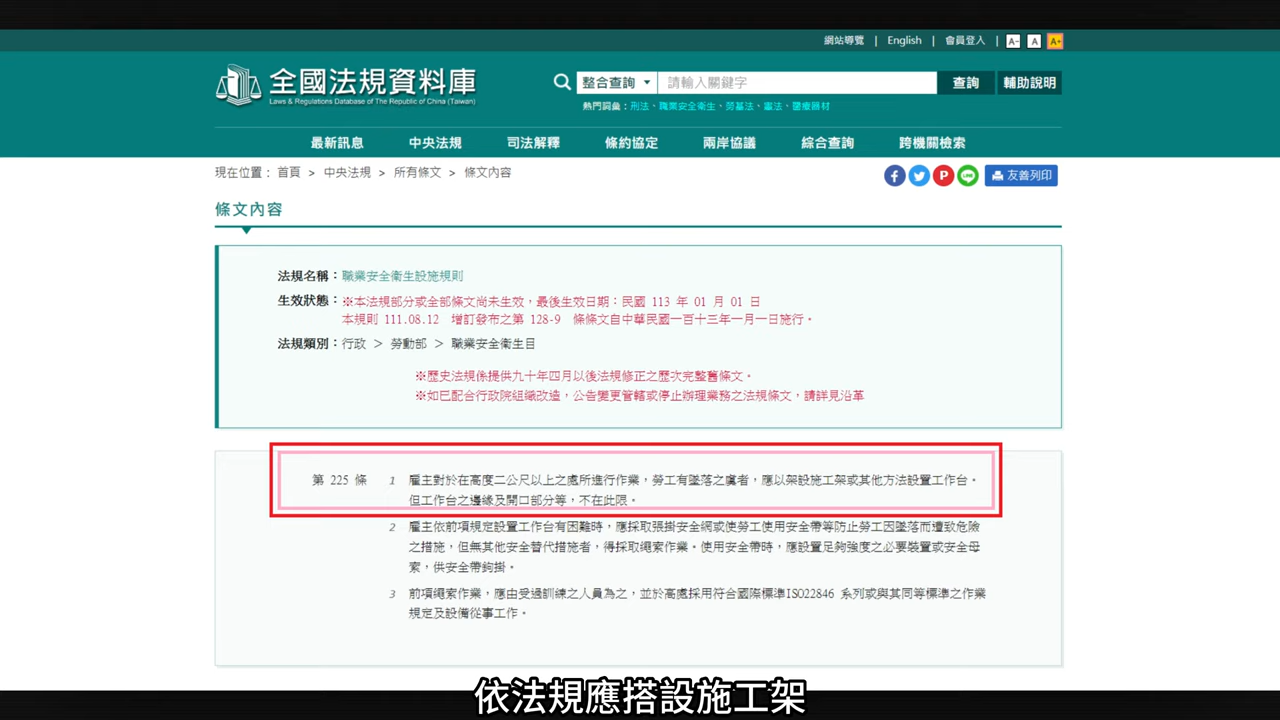 網站導覽 | English | 會員登入 | A- A A+
全國法規資料庫
Laws & Regulations Database of The Republic of China (Taiwan)
整合查詢 請輸入關鍵字 查詢 輔助說明
熱門詞彙：刑法、職業安全衛生、勞基法、憲法、醫療器材
最新訊息 中央法規 司法解釋 條約協定 兩岸協議 綜合查詢 跨機關檢索
現在位置： 首頁 > 中央法規 > 所有條文 > 條文內容
友善列印
條文內容
法規名稱：職業安全衛生設施規則
生效狀態：※本法規部分或全部條文尚未生效，最後生效日期：民國 113 年 01 月 01 日
本規則 111.08.12 增訂發布之第 128-9 條條文自中華民國一百十三年一月一日施行。
法規類別：行政 ＞ 勞動部 ＞ 職業安全衛生目
※歷史法規係提供九十年四月以後法規修正之歷次完整舊條文。
※如已配合行政院組織改造，公告變更管轄或停止辦理業務之法規條文，請詳見沿革
第 225 條 1 雇主對於在高度二公尺以上之處所進行作業，勞工有墜落之虞者，應以架設施工架或其他方法設置工作台。
但工作台之邊緣及開口部分等，不在此限。
2 雇主依前項規定設置工作台有困難時，應採取張掛安全網或使勞工使用安全帶等防止勞工因墜落而遭致危險
之措施，但無其他安全替代措施者，得採取繩索作業。使用安全帶時，應設置足夠強度之必要裝置或安全母
索，供安全帶鉤掛。
3 前項繩索作業，應由受過訓練之人員為之，並於高處採用符合國際標準ISO22846 系列或與其同等標準之作業
規定及設備從事工作。
依法規應搭設施工架